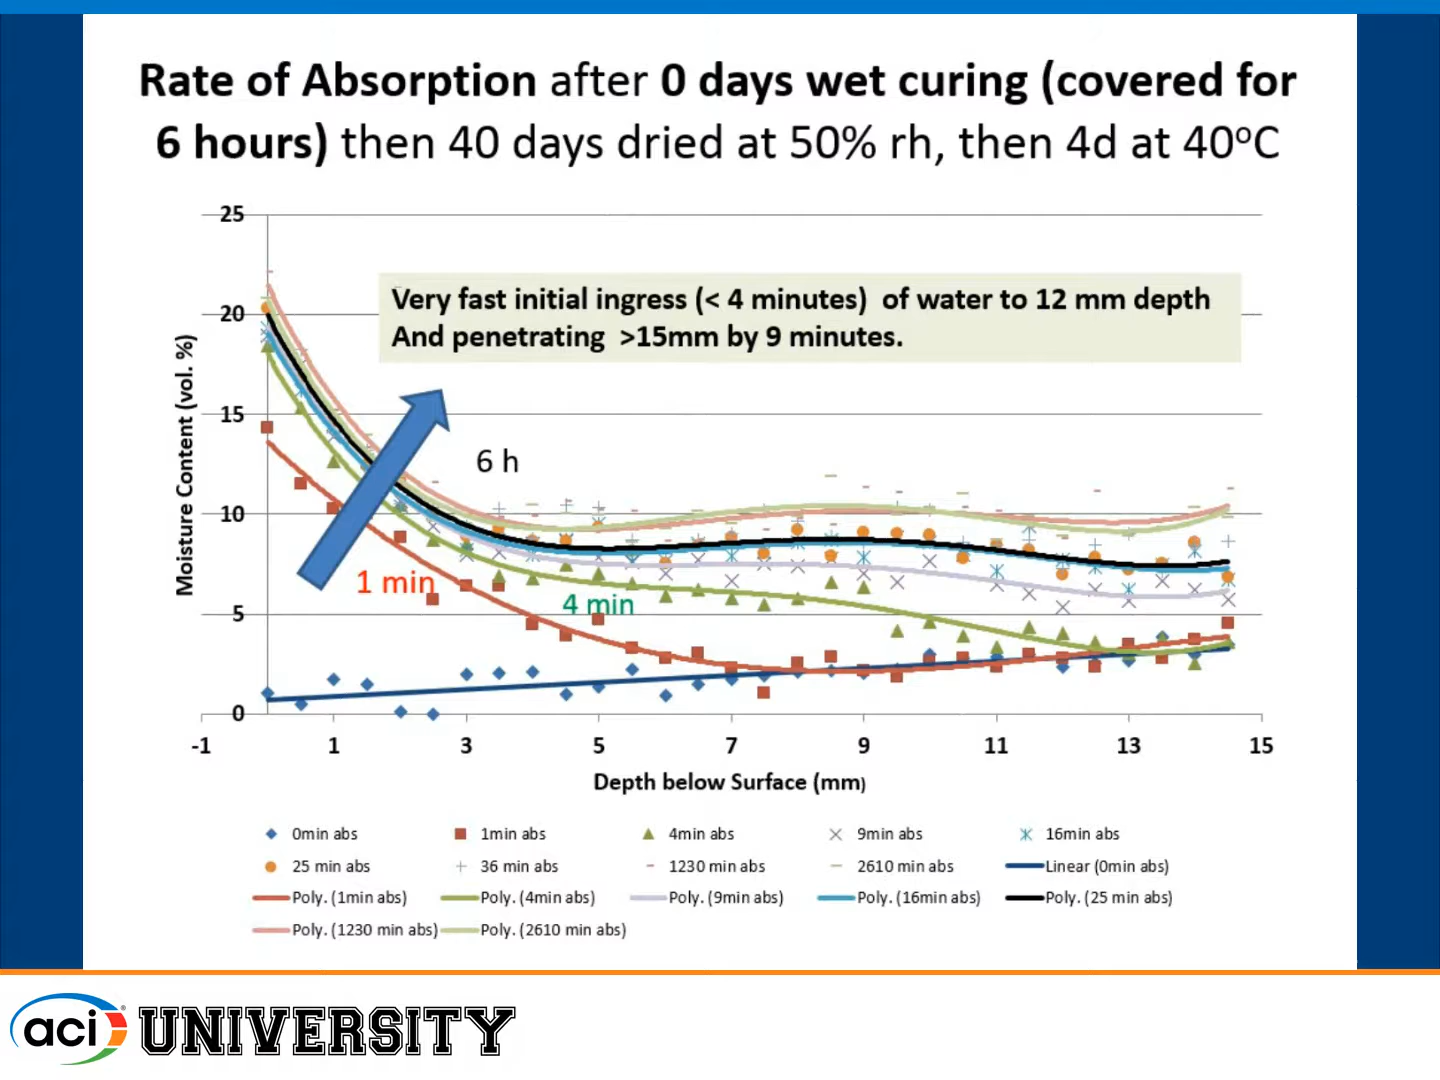 Rate of Absorption after 0 days wet curing (covered for
6 hours) then 40 days dried at 50% rh, then 4d at 40°C
25
20
15
10
5
0
Moisture Content (vol. %)
Very fast initial ingress (< 4 minutes) of water to 12 mm depth
And penetrating >15mm by 9 minutes.
6 h
1 min
4 min
-1 1 3 5 7 9 11 13 15
Depth below Surface (mm)
0min abs 1min abs 4min abs 9min abs 16min abs
25 min abs 36 min abs 1230 min abs 2610 min abs Linear (0min abs)
Poly. (1min abs) Poly. (4min abs) Poly. (9min abs) Poly. (16min abs) Poly. (25 min abs)
Poly. (1230 min abs) Poly. (2610 min abs)
aci® UNIVERSITY